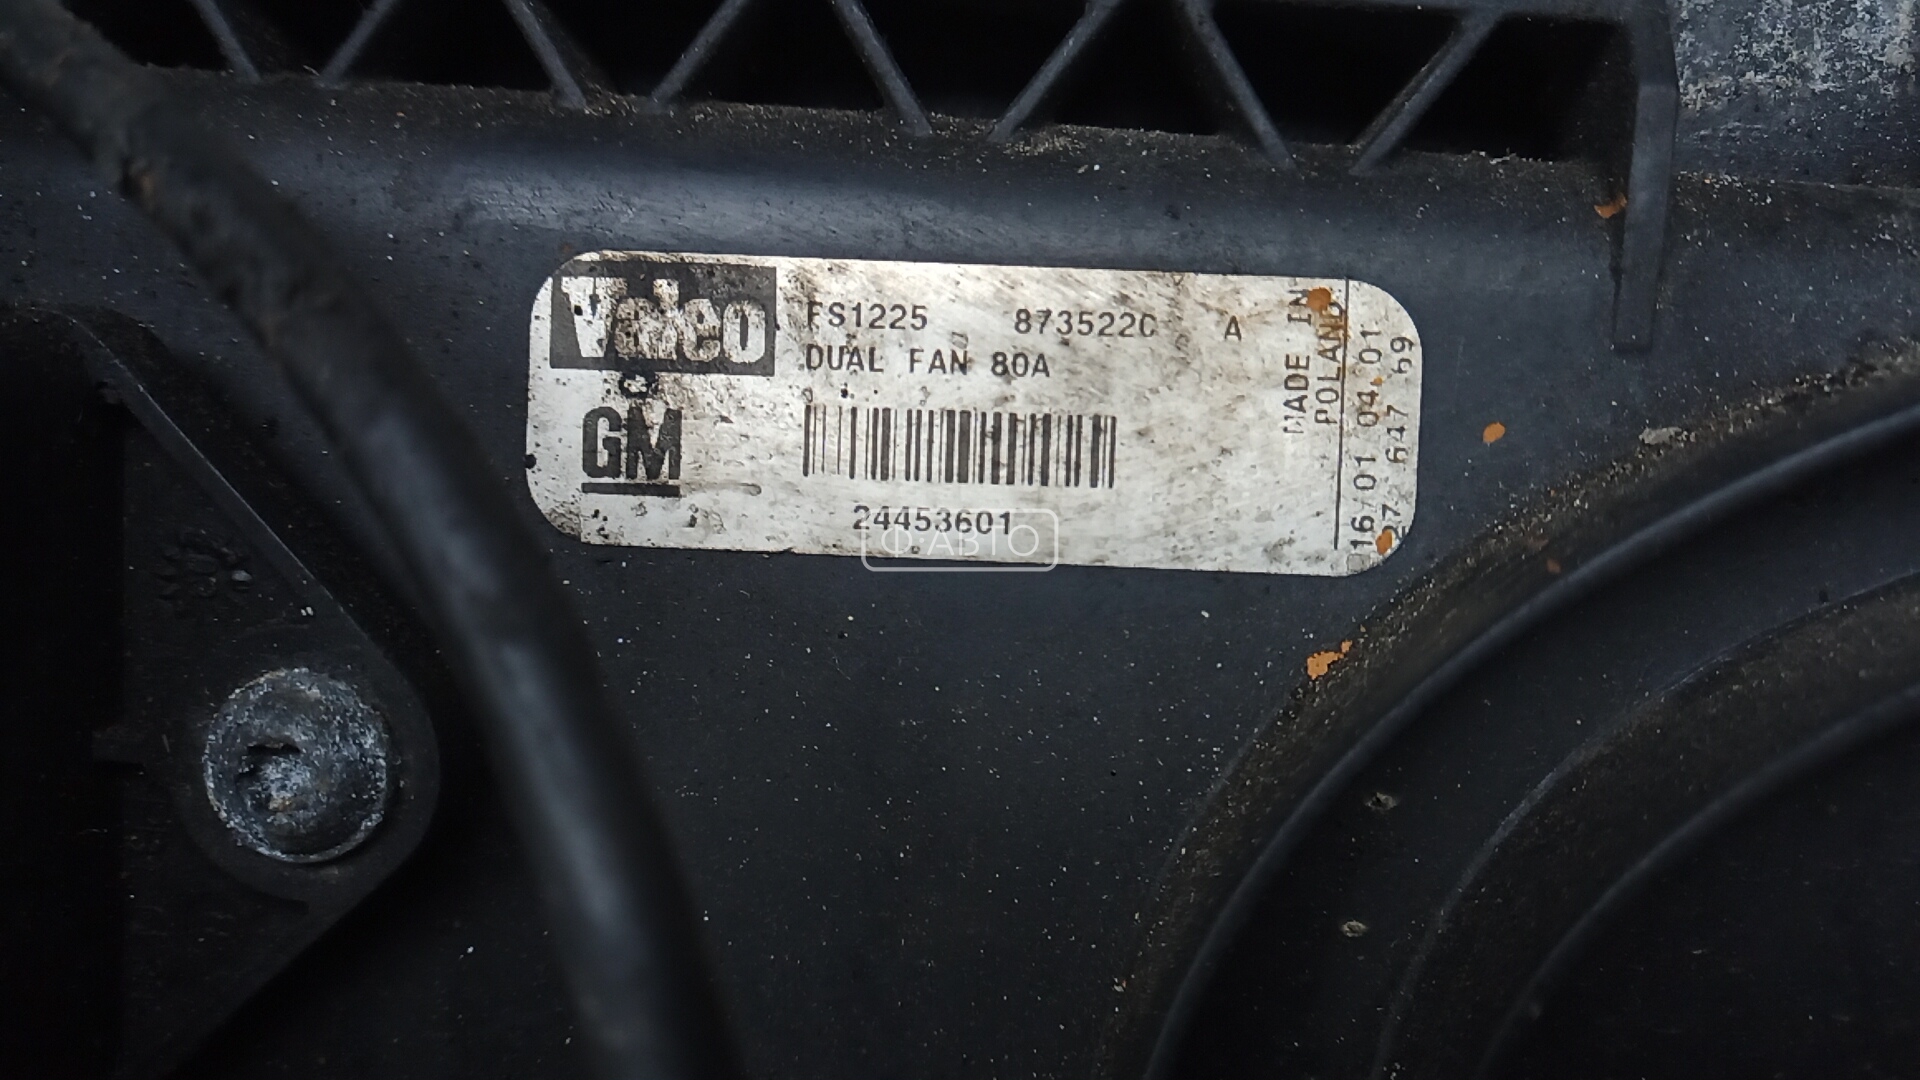 Valeo
FS1225 873522C A
DUAL FAN 80A
GM
24453601
MADE IN
POLAND
16/01 04 01
27 647 69
Ф-АВТО